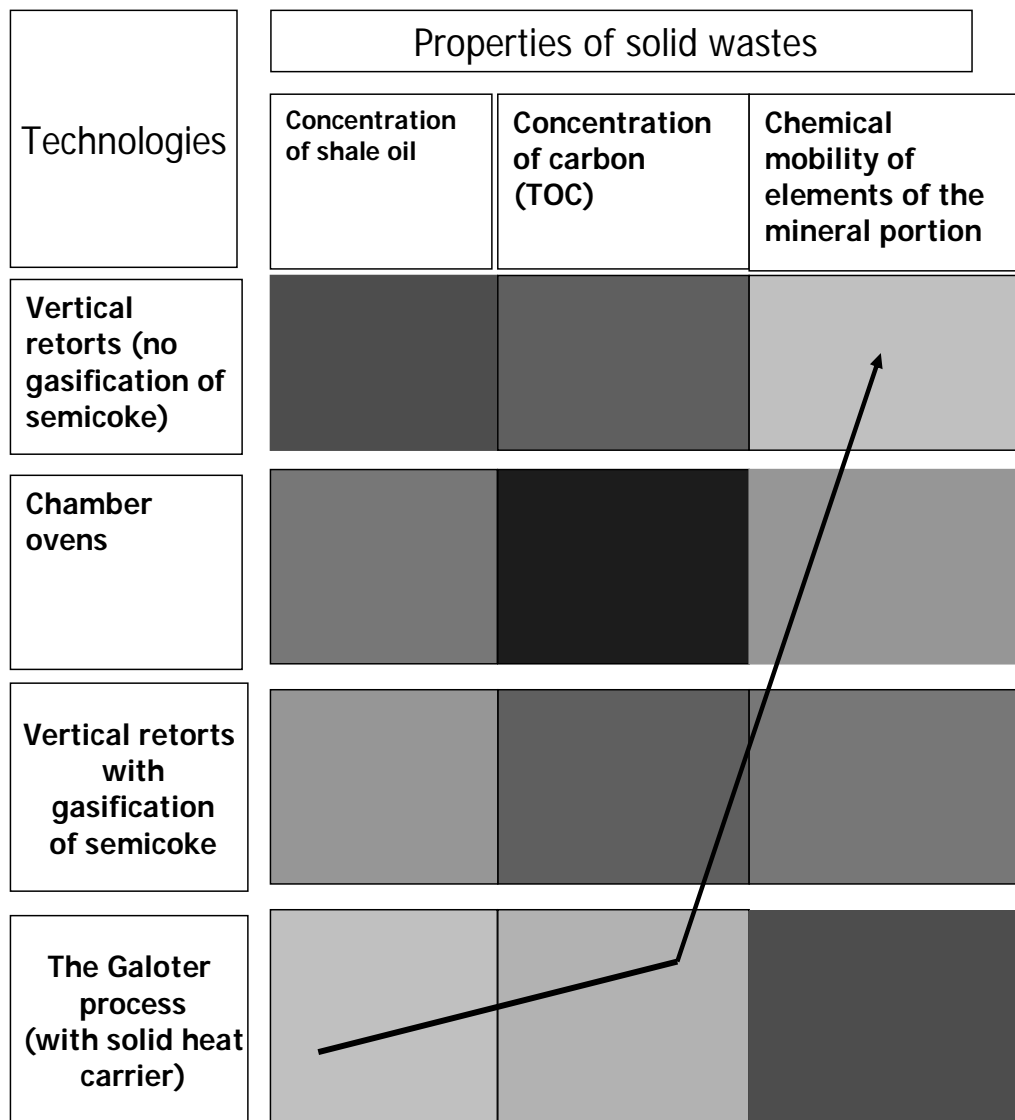 Properties of solid wastes
Technologies
Concentration
of shale oil
Concentration
of carbon
(TOC)
Chemical
mobility of
elements of the
mineral portion
Vertical
retorts (no
gasification of
semicoke)
Chamber
ovens
Vertical retorts
with
gasification
of semicoke
The Galoter
process
(with solid heat
carrier)